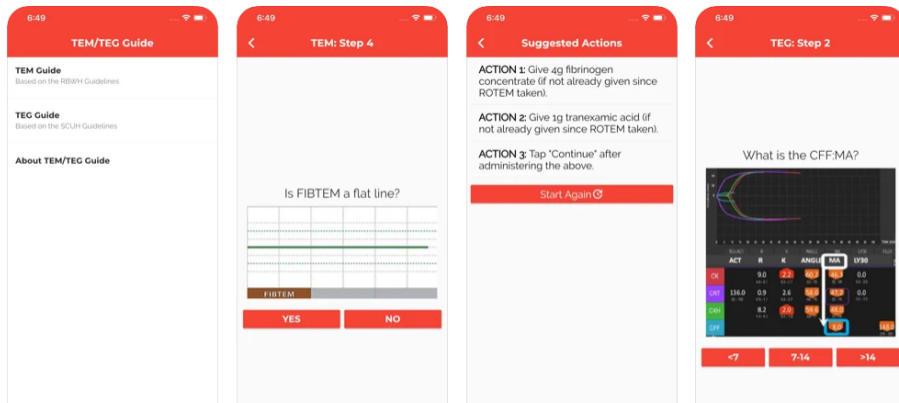 6:49
TEM/TEG Guide
TEM Guide
Based on the RBWH Guidelines
TEG Guide
Based on the SCUH Guidelines
About TEM/TEG Guide
6:49
TEM: Step 4
Is FIBTEM a flat line?
FIBTEM
YES NO
6:49
Suggested Actions
ACTION 1: Give 4g fibrinogen
concentrate (if not already given since
ROTEM taken).
ACTION 2: Give 1g tranexamic acid (if
not already given since ROTEM taken).
ACTION 3: Tap "Continue" after
administering the above.
Start Again
6:49
TEG: Step 2
What is the CFF:MA?
ACT R K ANGLE MA LY30
CK 9.0 2.2 0.0
CRT 136.0 0.9 2.6 47.2 0.0
8.2 2.0
CFF
<7 7-14 >14